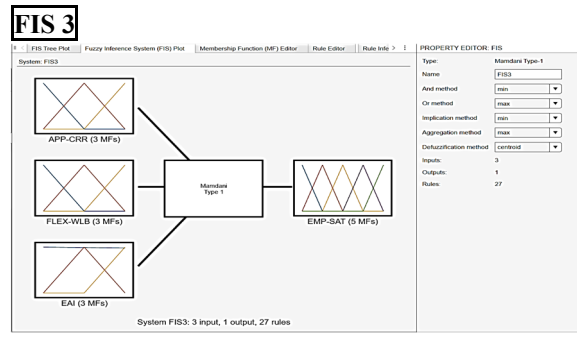 FIS 3
FIS Tree Plot
Fuzzy Inference System (FIS) Plot
Membership Function (MF) Editor
Rule Editor
Rule Infe
System: FIS3
APP-CRR (3 MFs)
FLEX-WLB (3 MFs)
EAI (3 MFs)
Mamdani
Type 1
EMP-SAT (5 MFs)
System FIS3: 3 input, 1 output, 27 rules
PROPERTY EDITOR: FIS
Type: Mamdani Type-1
Name FIS3
And method min
Or method max
Implication method min
Aggregation method max
Defuzzification method centroid
Inputs: 3
Outputs: 1
Rules: 27